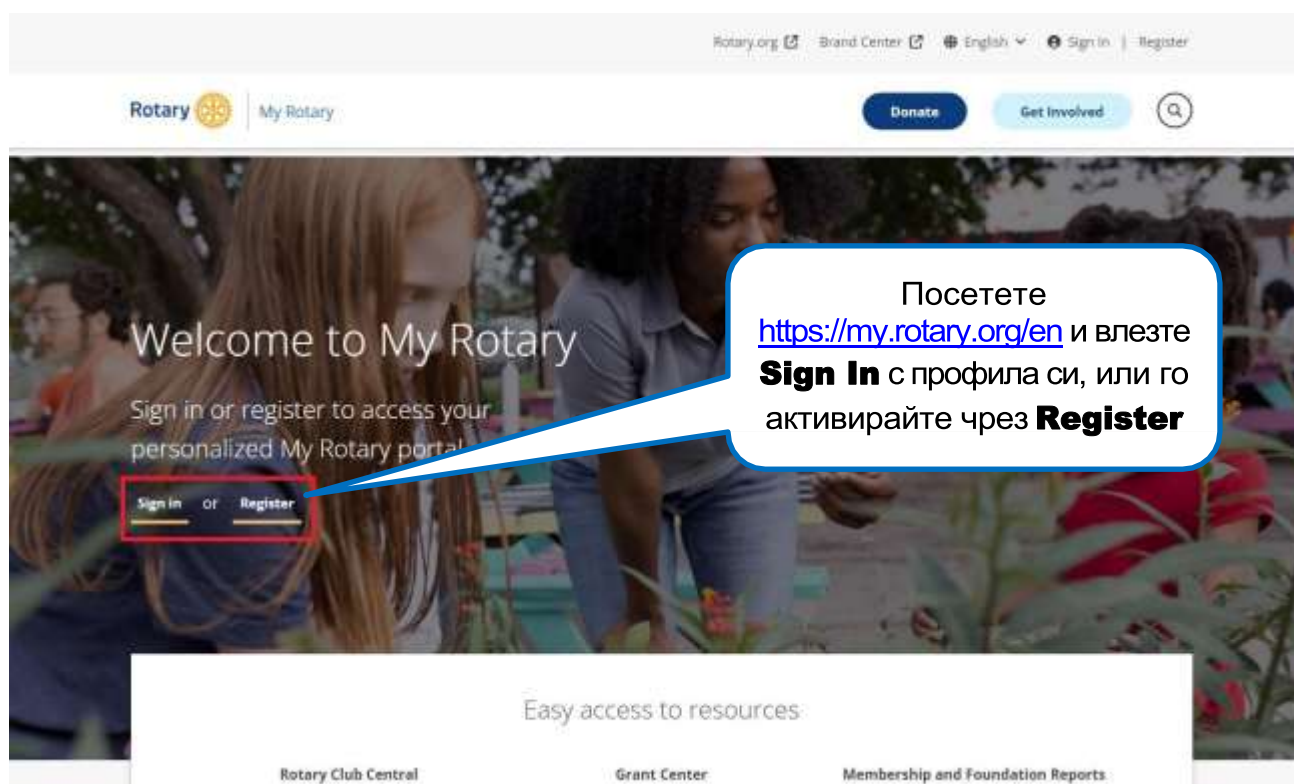 Rotary.org Brand Center English Sign In | Register
Rotary My Rotary Donate Get Involved
Welcome to My Rotary
Sign in or register to access your
personalized My Rotary portal
Sign in or Register
Посетете
https://my.rotary.org/en и влезте
Sign In с профила си, или го
активирайте чрез Register
Easy access to resources
Rotary Club Central Grant Center Membership and Foundation Reports